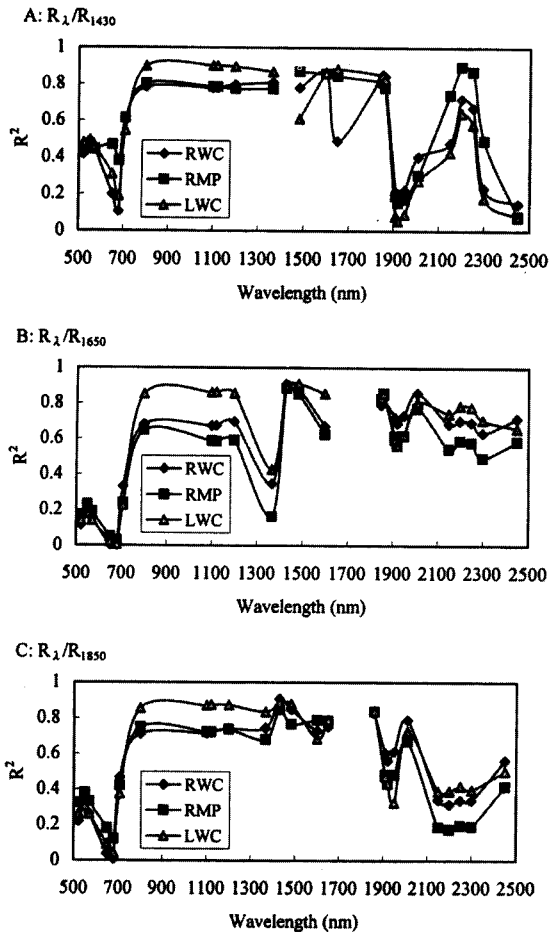 A: Rλ/R1430
1
0.8
0.6
0.4
0.2
0
R²
RWC
RMP
LWC
500 700 900 1100 1300 1500 1700 1900 2100 2300 2500
Wavelength (nm)
B: Rλ/R1650
1
0.8
0.6
0.4
0.2
0
R²
RWC
RMP
LWC
500 700 900 1100 1300 1500 1700 1900 2100 2300 2500
Wavelength (nm)
C: Rλ/R1850
1
0.8
0.6
0.4
0.2
0
R²
RWC
RMP
LWC
500 700 900 1100 1300 1500 1700 1900 2100 2300 2500
Wavelength (nm)